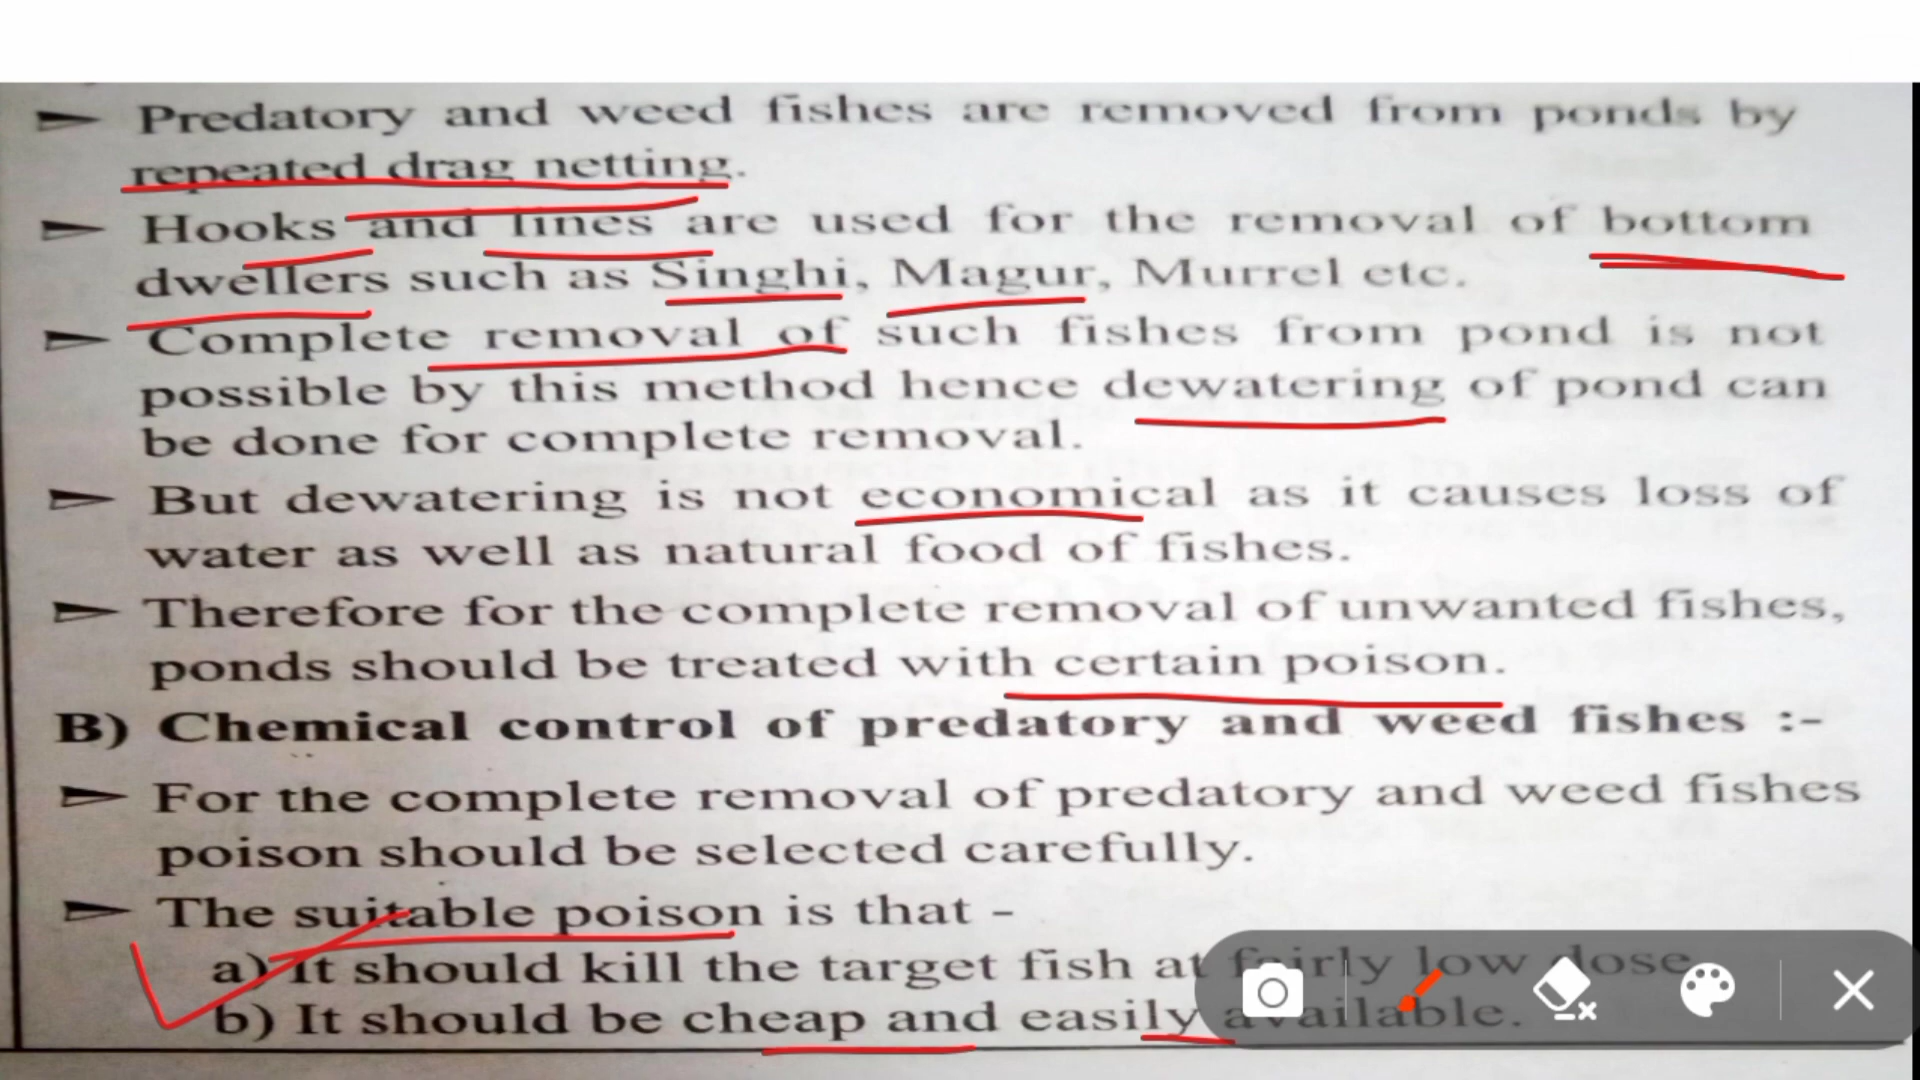 Predatory and weed fishes are removed from ponds by
repeated drag netting.
Hooks and lines are used for the removal of bottom
dwellers such as Singhi, Magur, Murrel etc.
Complete removal of such fishes from pond is not
possible by this method hence dewatering of pond can
be done for complete removal.
But dewatering is not economical as it causes loss of
water as well as natural food of fishes.
Therefore for the complete removal of unwanted fishes,
ponds should be treated with certain poison.
B) Chemical control of predatory and weed fishes :-
For the complete removal of predatory and weed fishes
poison should be selected carefully.
The suitable poison is that -
a) It should kill the target fish at fairly low dose
b) It should be cheap and easily available.